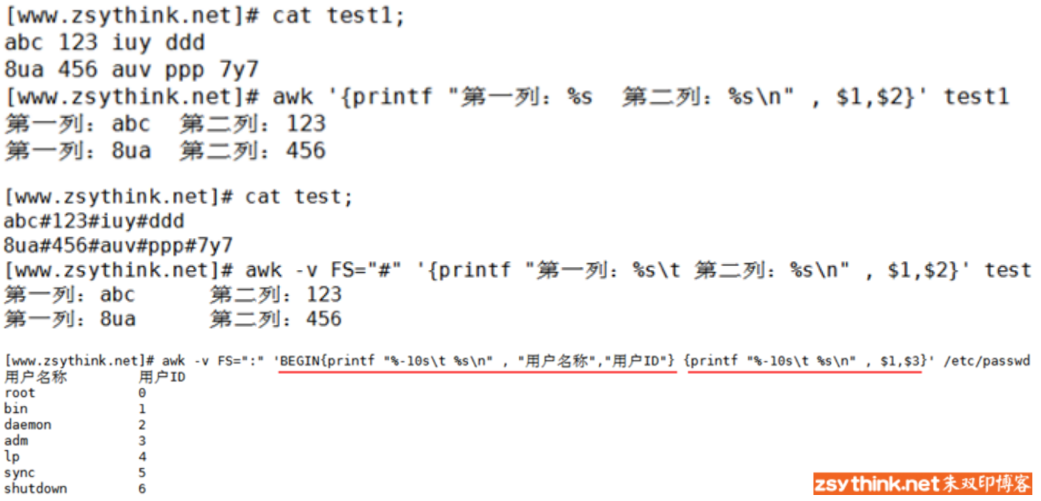 [www.zsythink.net]# cat test1;
abc 123 iuy ddd
8ua 456 auv ppp 7y7
[www.zsythink.net]# awk '{printf "第一列：%s  第二列：%s\n" , $1,$2}' test1
第一列：abc  第二列：123
第一列：8ua  第二列：456
[www.zsythink.net]# cat test;
abc#123#iuy#ddd
8ua#456#auv#ppp#7y7
[www.zsythink.net]# awk -v FS="#" '{printf "第一列：%s\t 第二列：%s\n" , $1,$2}' test
第一列：abc      第二列：123
第一列：8ua      第二列：456
[www.zsythink.net]# awk -v FS=":" 'BEGIN{printf "%-10s\t %s\n" , "用户名称","用户ID"} {printf "%-10s\t %s\n" , $1,$3}' /etc/passwd
用户名称         用户ID
root             0
bin              1
daemon           2
adm              3
lp               4
sync             5
shutdown         6
zsythink.net朱双印博客